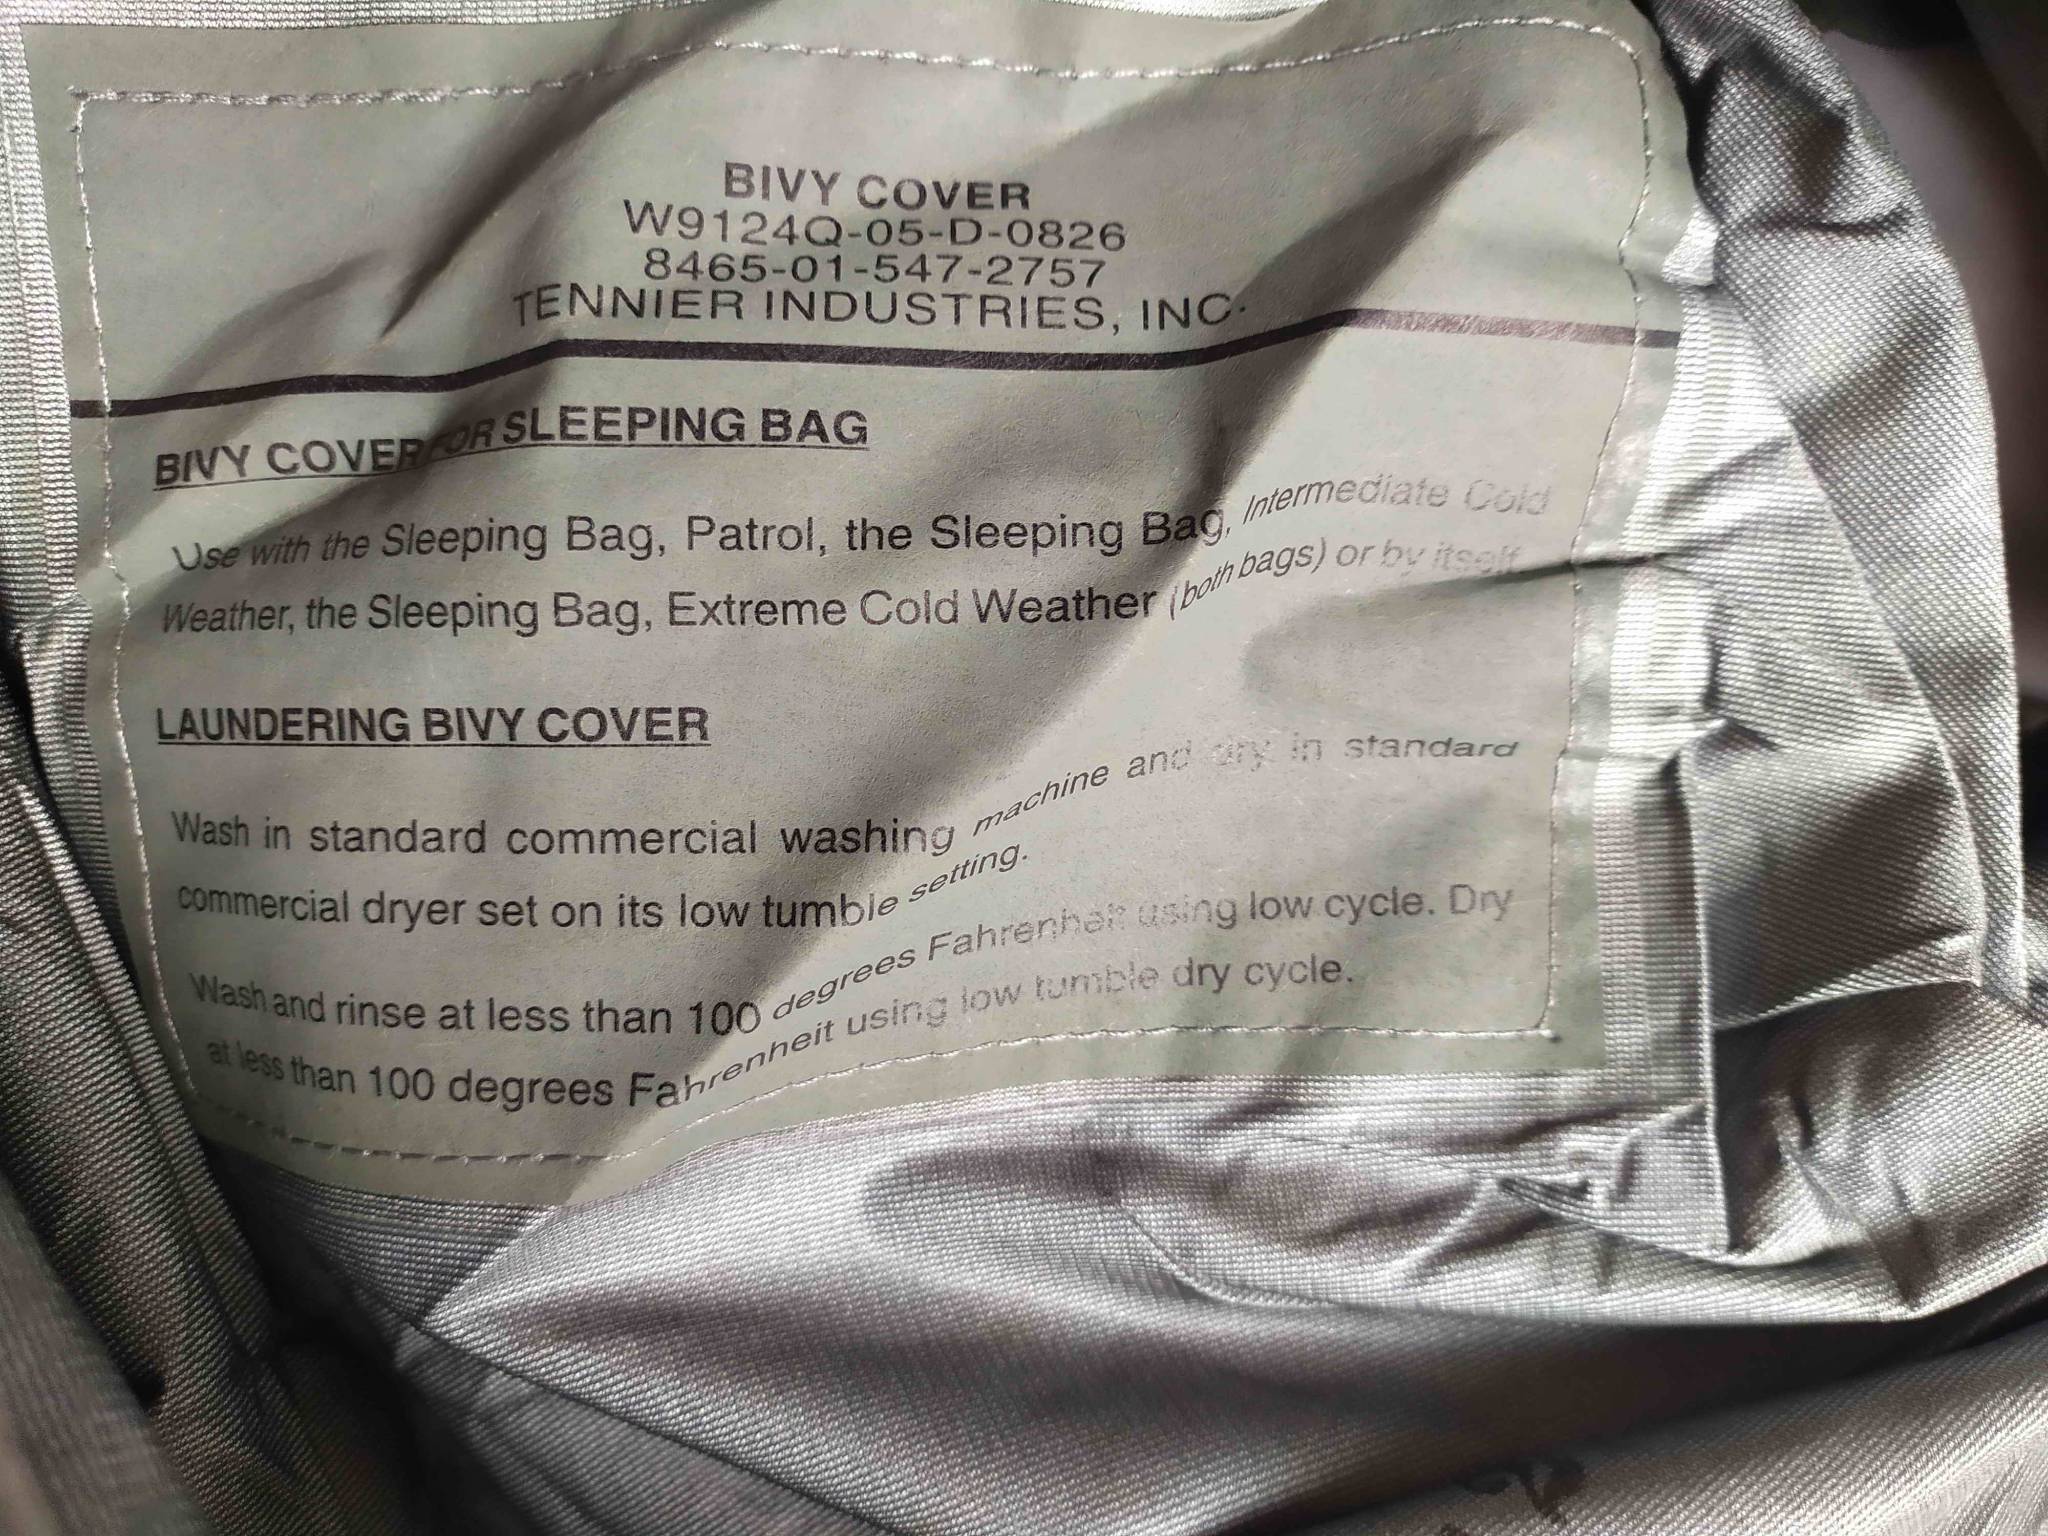 BIVY COVER
W9124Q-05-D-0826
8465-01-547-2757
TENNIER INDUSTRIES, INC.
BIVY COVER FOR SLEEPING BAG
Use with the Sleeping Bag, Patrol, the Sleeping Bag, Intermediate Cold
Weather, the Sleeping Bag, Extreme Cold Weather (both bags) or by itself
LAUNDERING BIVY COVER
Wash in standard commercial washing machine and dry in standard
commercial dryer set on its low tumble setting.
Wash and rinse at less than 100 degrees Fahrenheit using low cycle. Dry
at less than 100 degrees Fahrenheit using low tumble dry cycle.